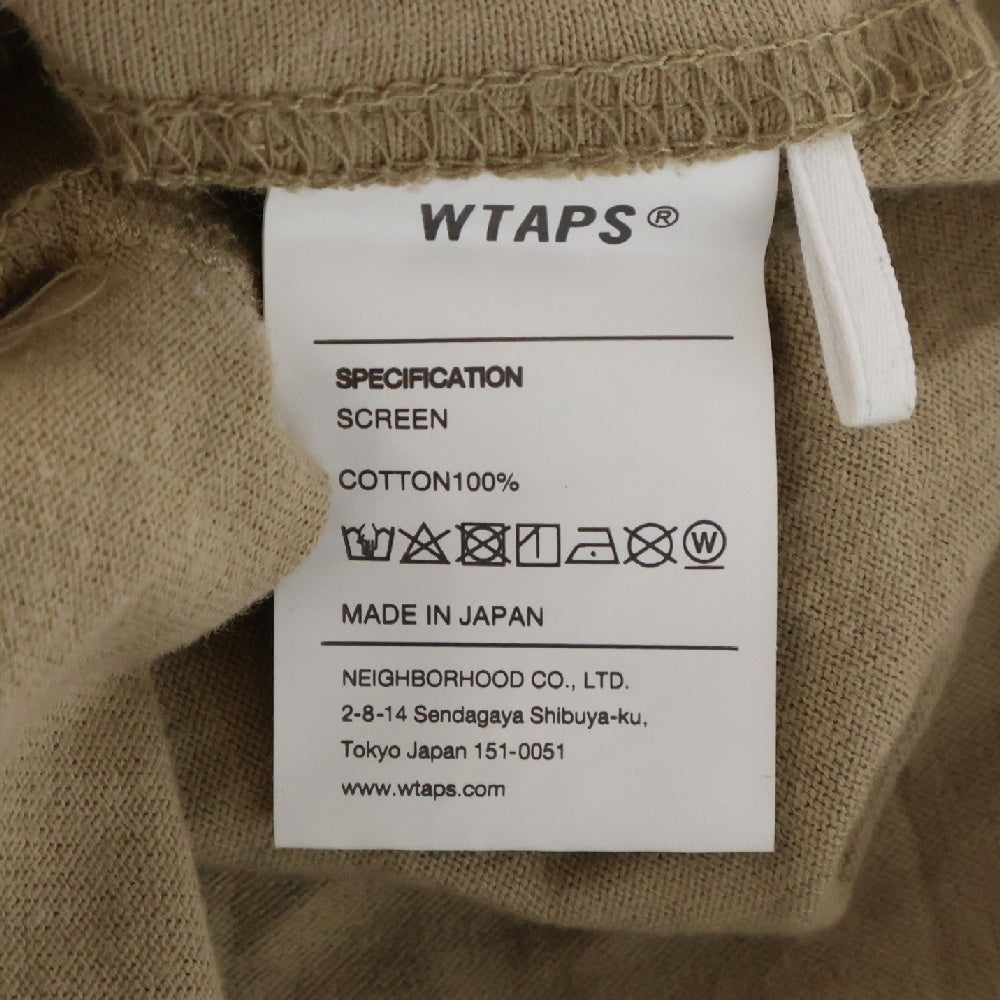 WTAPS®
SPECIFICATION
SCREEN
COTTON100%
W
MADE IN JAPAN
NEIGHBORHOOD CO., LTD.
2-8-14 Sendagaya Shibuya-ku,
Tokyo Japan 151-0051
www.wtaps.com